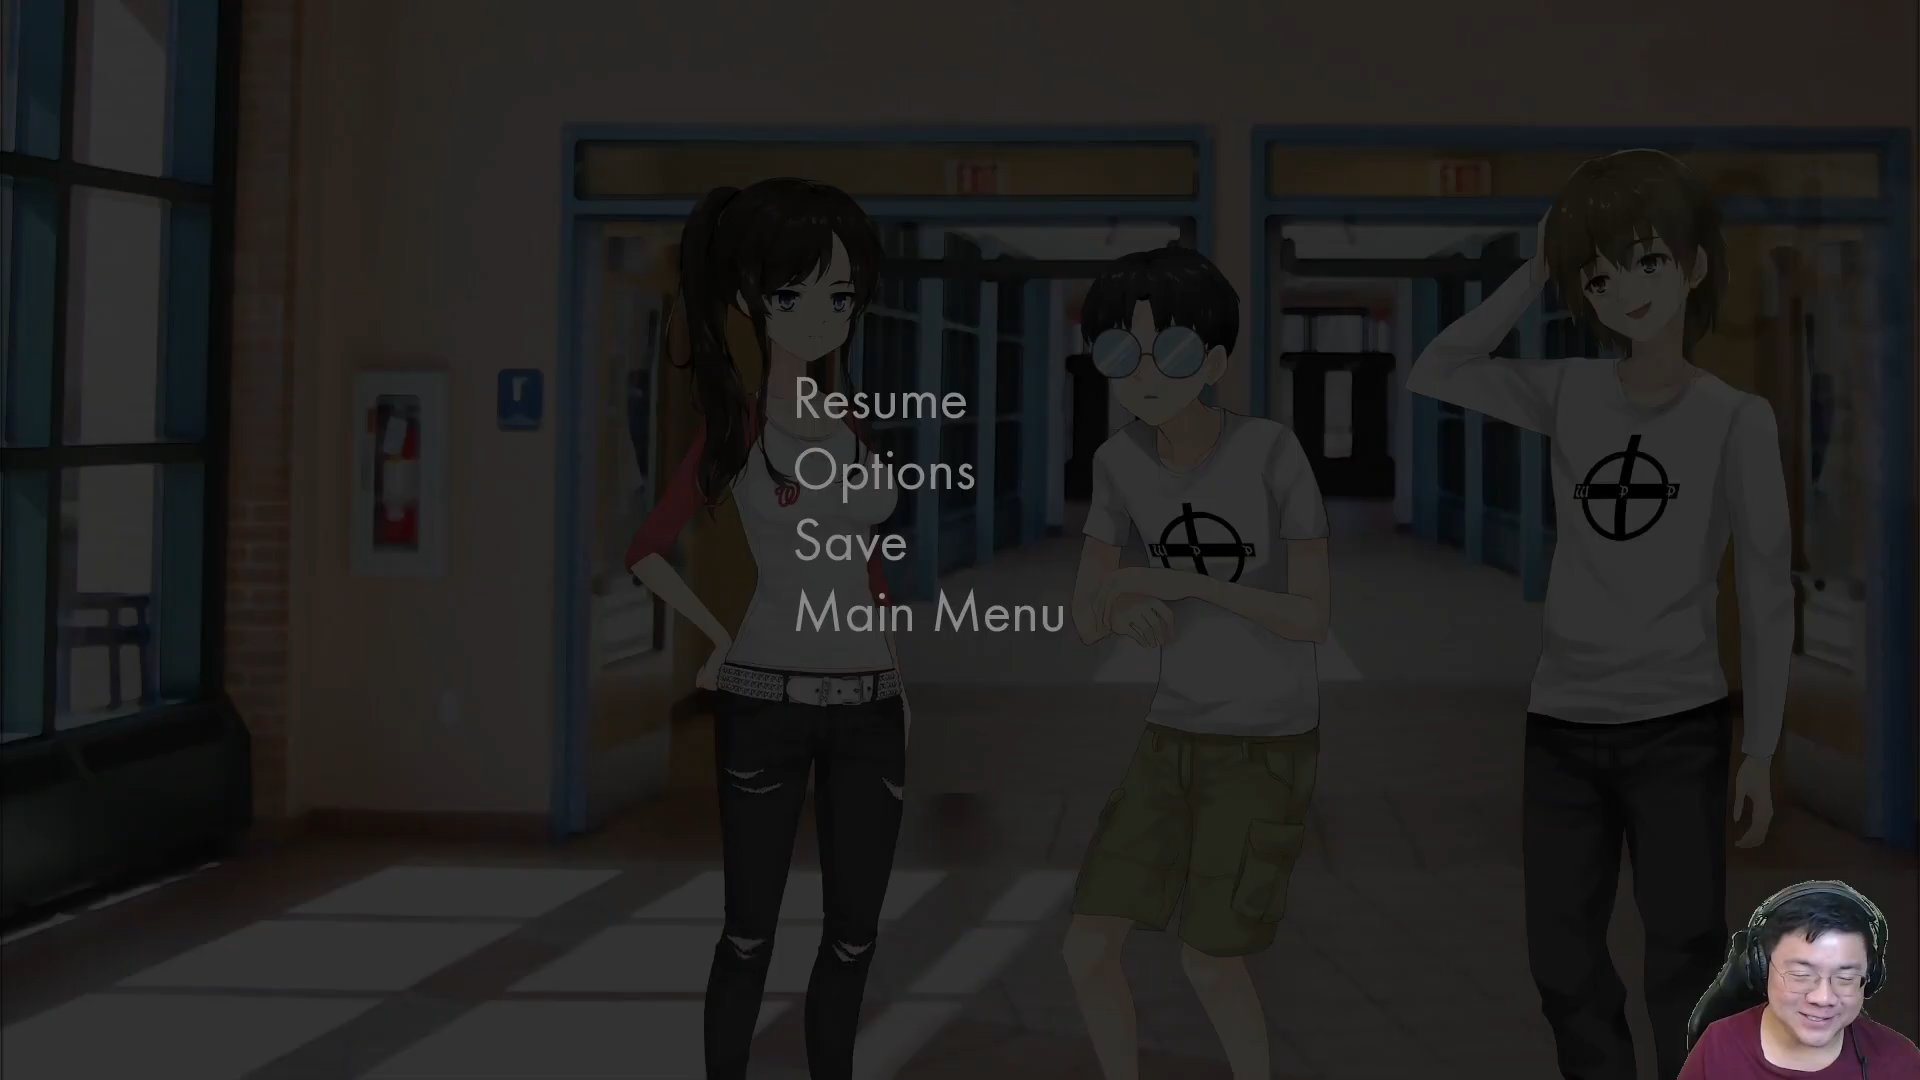 Resume
Options
Save
Main Menu
W
W P P
W P P